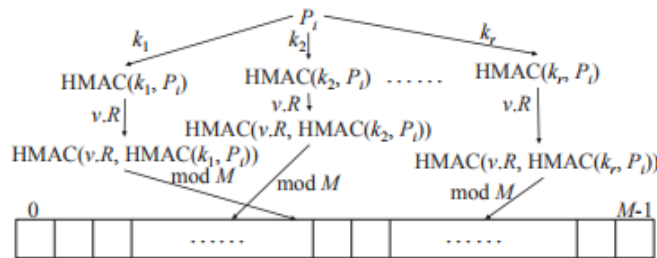 P_i
k_1 k_2 k_r
HMAC(k_1, P_i) HMAC(k_2, P_i) ...... HMAC(k_r, P_i)
v.R v.R v.R
HMAC(v.R, HMAC(k_1, P_i)) HMAC(v.R, HMAC(k_2, P_i)) HMAC(v.R, HMAC(k_r, P_i))
mod M mod M mod M
0 M-1
...... ......